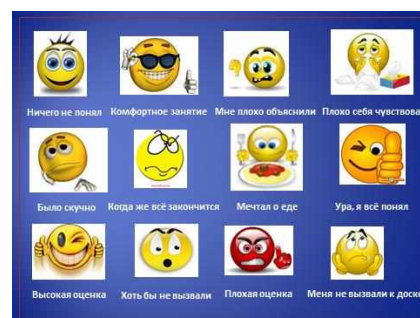 Ничего не понял Комфортное занятие Мне плохо объяснили Плохо себя чувствова
Было скучно Когда же всё закончится Мечтал о еде Ура, я всё понял
Высокая оценка Хоть бы не вызвали Плохая оценка Меня не вызвали к доск